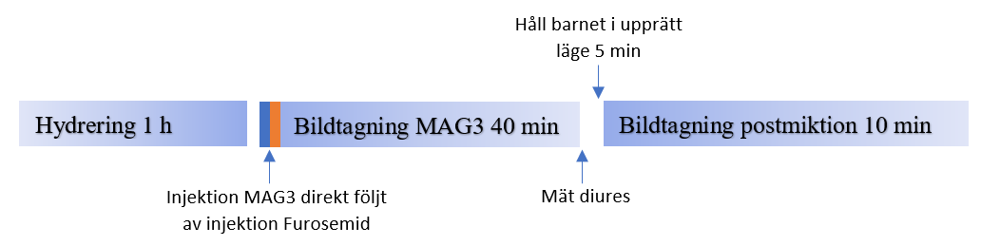 Håll barnet i upprätt
läge 5 min
Hydrering 1 h
Bildtagning MAG3 40 min
Bildtagning postmiktion 10 min
Injektion MAG3 direkt följt
av injektion Furosemid
Mät diures